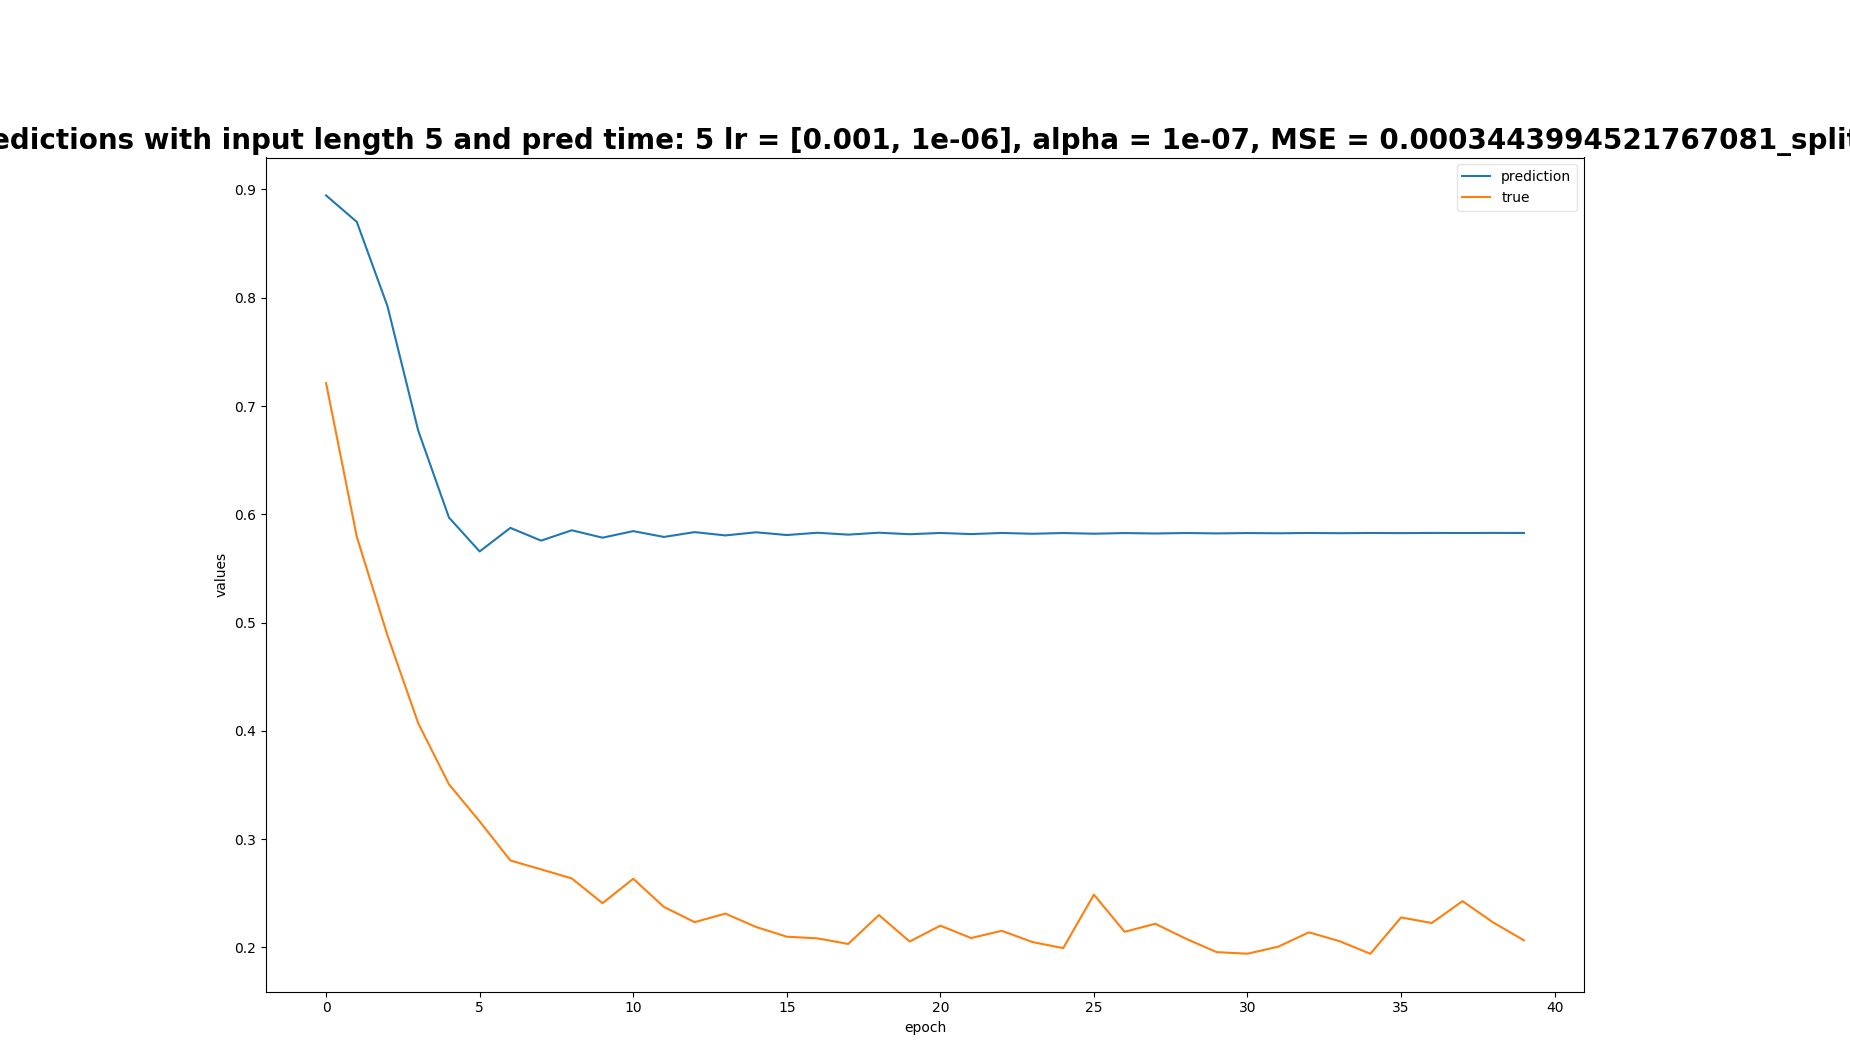 edictions with input length 5 and pred time: 5 lr = [0.001, 1e-06], alpha = 1e-07, MSE = 0.0003443994521767081_split
prediction
true
0.9
0.8
0.7
0.6
0.5
0.4
0.3
0.2
values
0 5 10 15 20 25 30 35 40
epoch